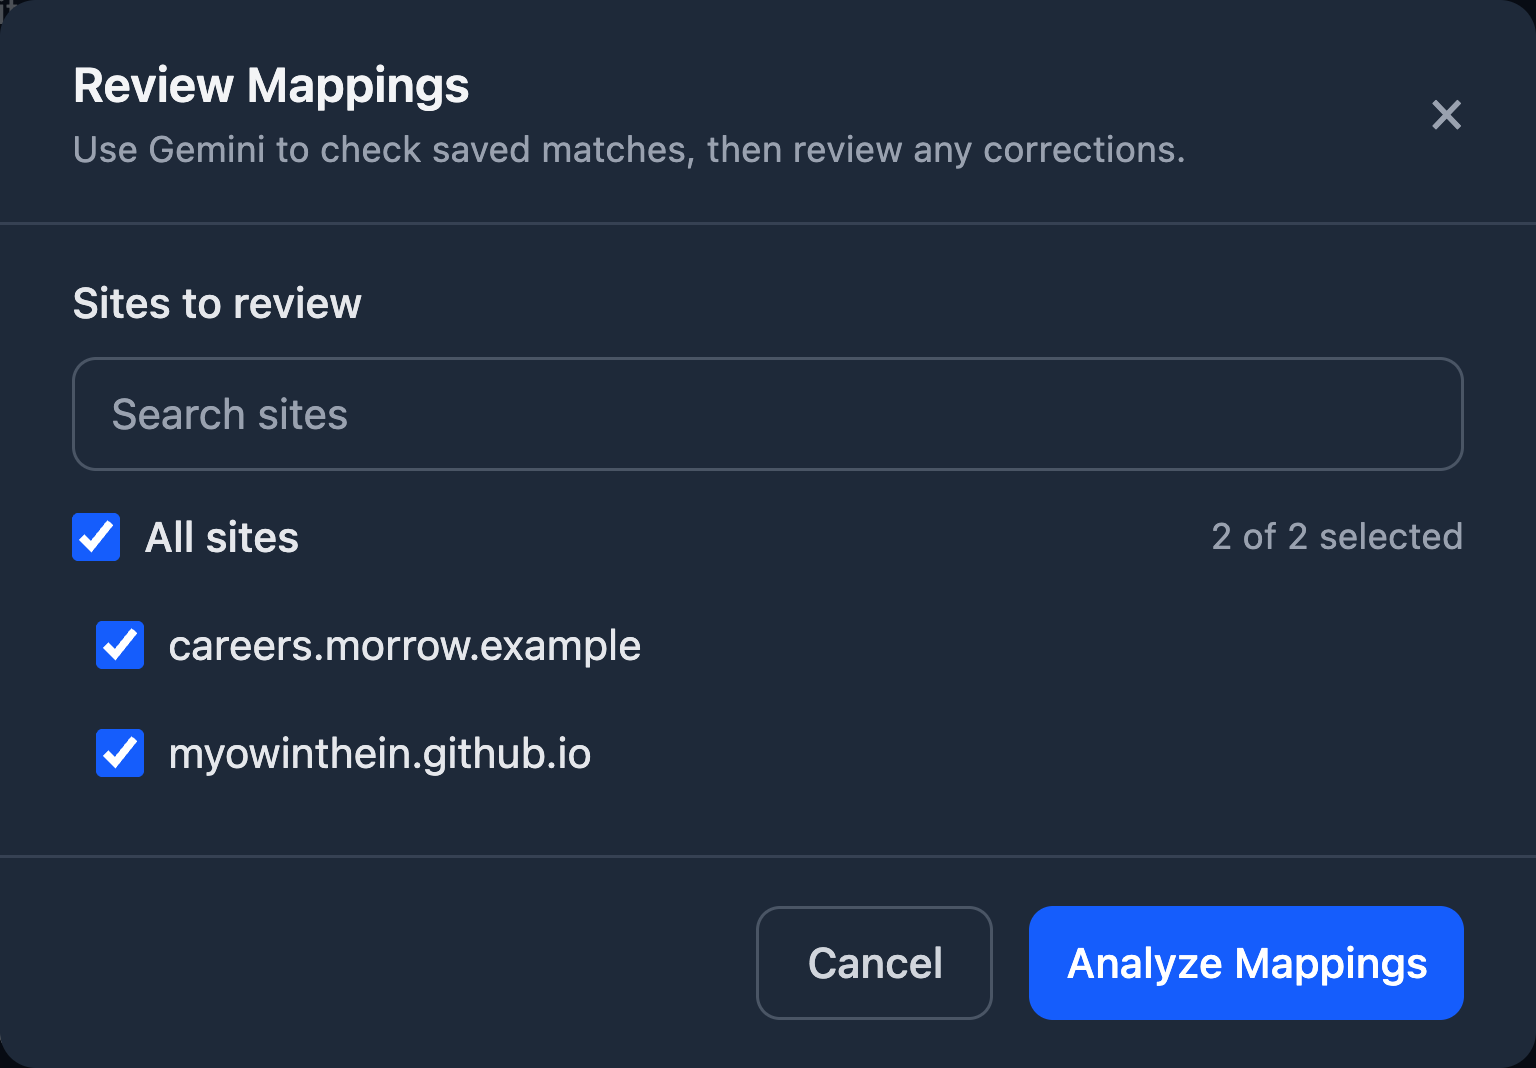 Review Mappings
Use Gemini to check saved matches, then review any corrections.
Sites to review
Search sites
All sites
2 of 2 selected
careers.morrow.example
myowinthein.github.io
Cancel
Analyze Mappings